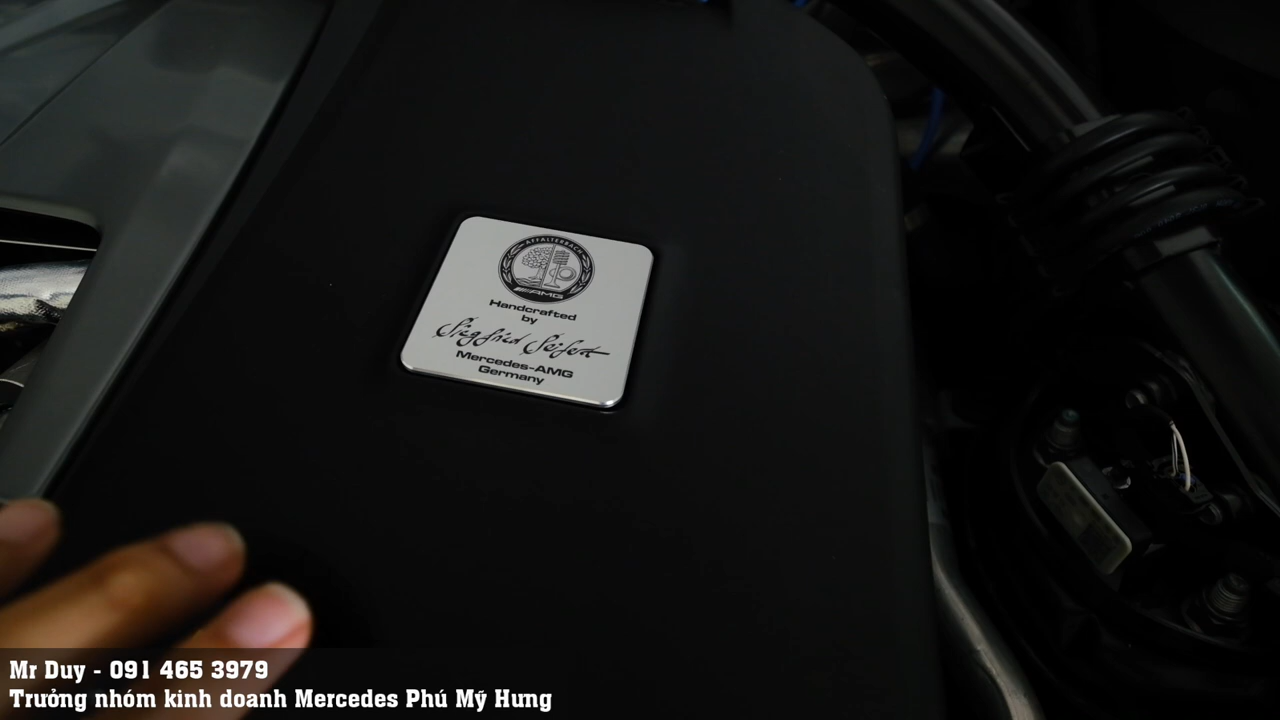 AFFALTERBACH
AMG
Handcrafted
by
Siegfried Seifert
Mercedes-AMG
Germany
Mr Duy - 091 465 3979
Trưởng nhóm kinh doanh Mercedes Phú Mỹ Hưng